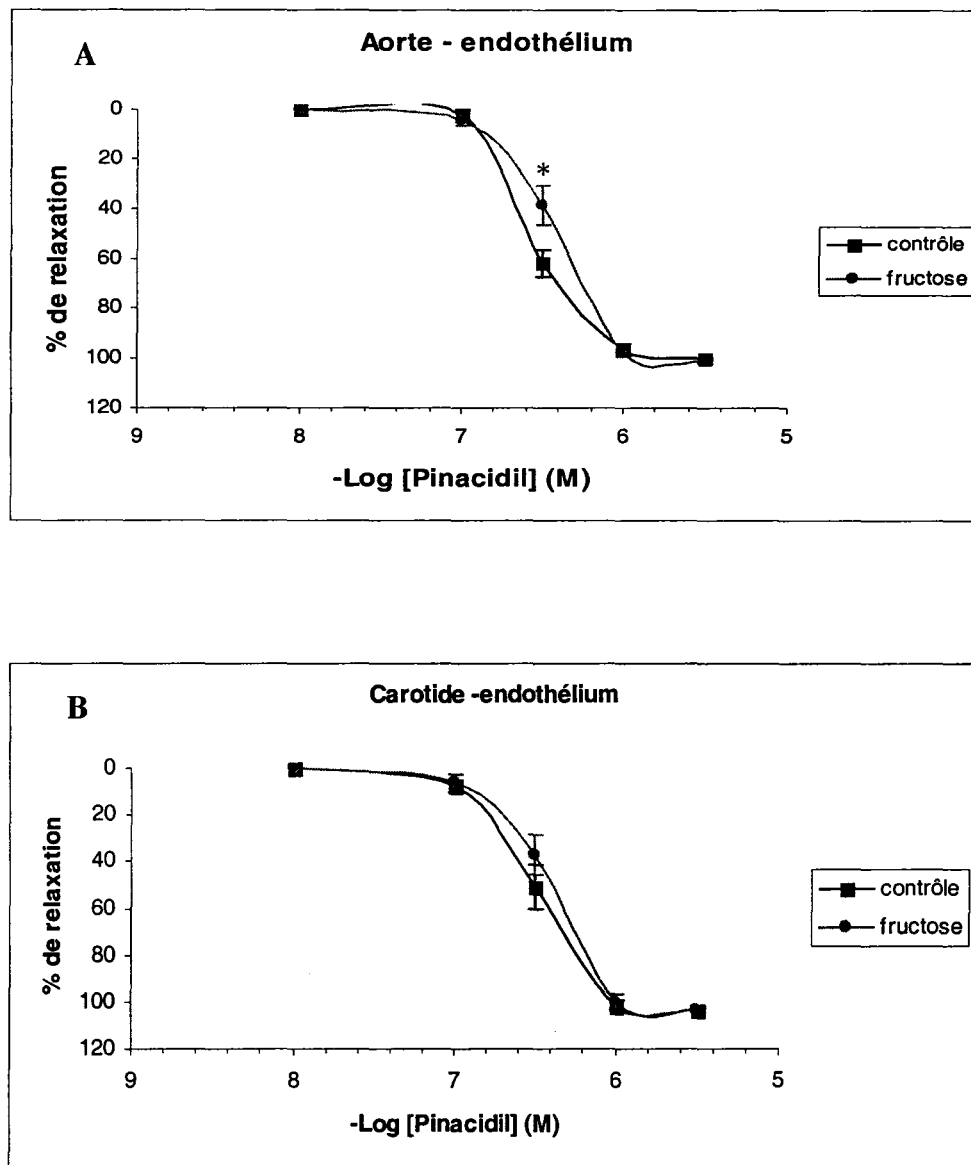 A
Aorte - endothélium
% de relaxation
0
20
40
60
80
100
120
*
9
8
7
6
5
-Log [Pinacidil] (M)
contrôle
fructose
B
Carotide -endothélium
% de relaxation
0
20
40
60
80
100
120
9
8
7
6
5
-Log [Pinacidil] (M)
contrôle
fructose